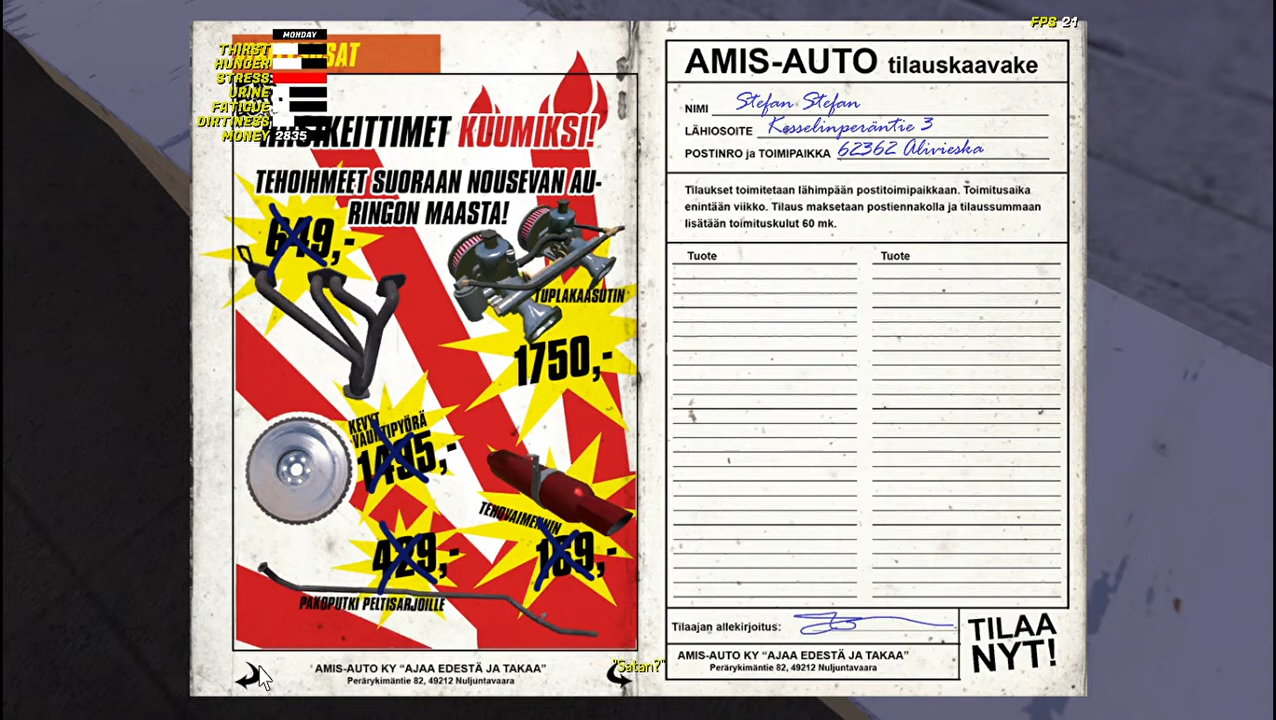 FPS 21
MONDAY
THIRST
HUNGER
STRESS
URINE
FATIGUE
DIRTINESS
MONEY 2835
KUUMIKSI!
TEHOIHMEET SUORAAN NOUSEVAN AU-
RINGON MAASTA!
649,-
TUPLAKAASUTIN
1750,-
KEVYT
VAUHTIPYÖRÄ
1495,-
TEHOVAIMENNIN
189,-
429,-
PAKOPUTKI PELTISARJOILLE
AMIS-AUTO KY "AJAA EDESTÄ JA TAKAA"
Perärykimäntie 82, 49212 Nuljuntavaara
"Satan?"
AMIS-AUTO tilauskaavake
NIMI Stefan Stefan
LÄHIOSOITE Kesselinperäntie 3
POSTINRO ja TOIMIPAIKKA 62362 Alivieska
Tilaukset toimitetaan lähimpään postitoimipaikkaan. Toimitusaika
enintään viikko. Tilaus maksetaan postiennakolla ja tilaussummaan
lisätään toimituskulut 60 mk.
Tuote Tuote
Tilaajan allekirjoitus:
TILAA
NYT!
AMIS-AUTO KY "AJAA EDESTÄ JA TAKAA"
Perärykimäntie 82, 49212 Nuljuntavaara